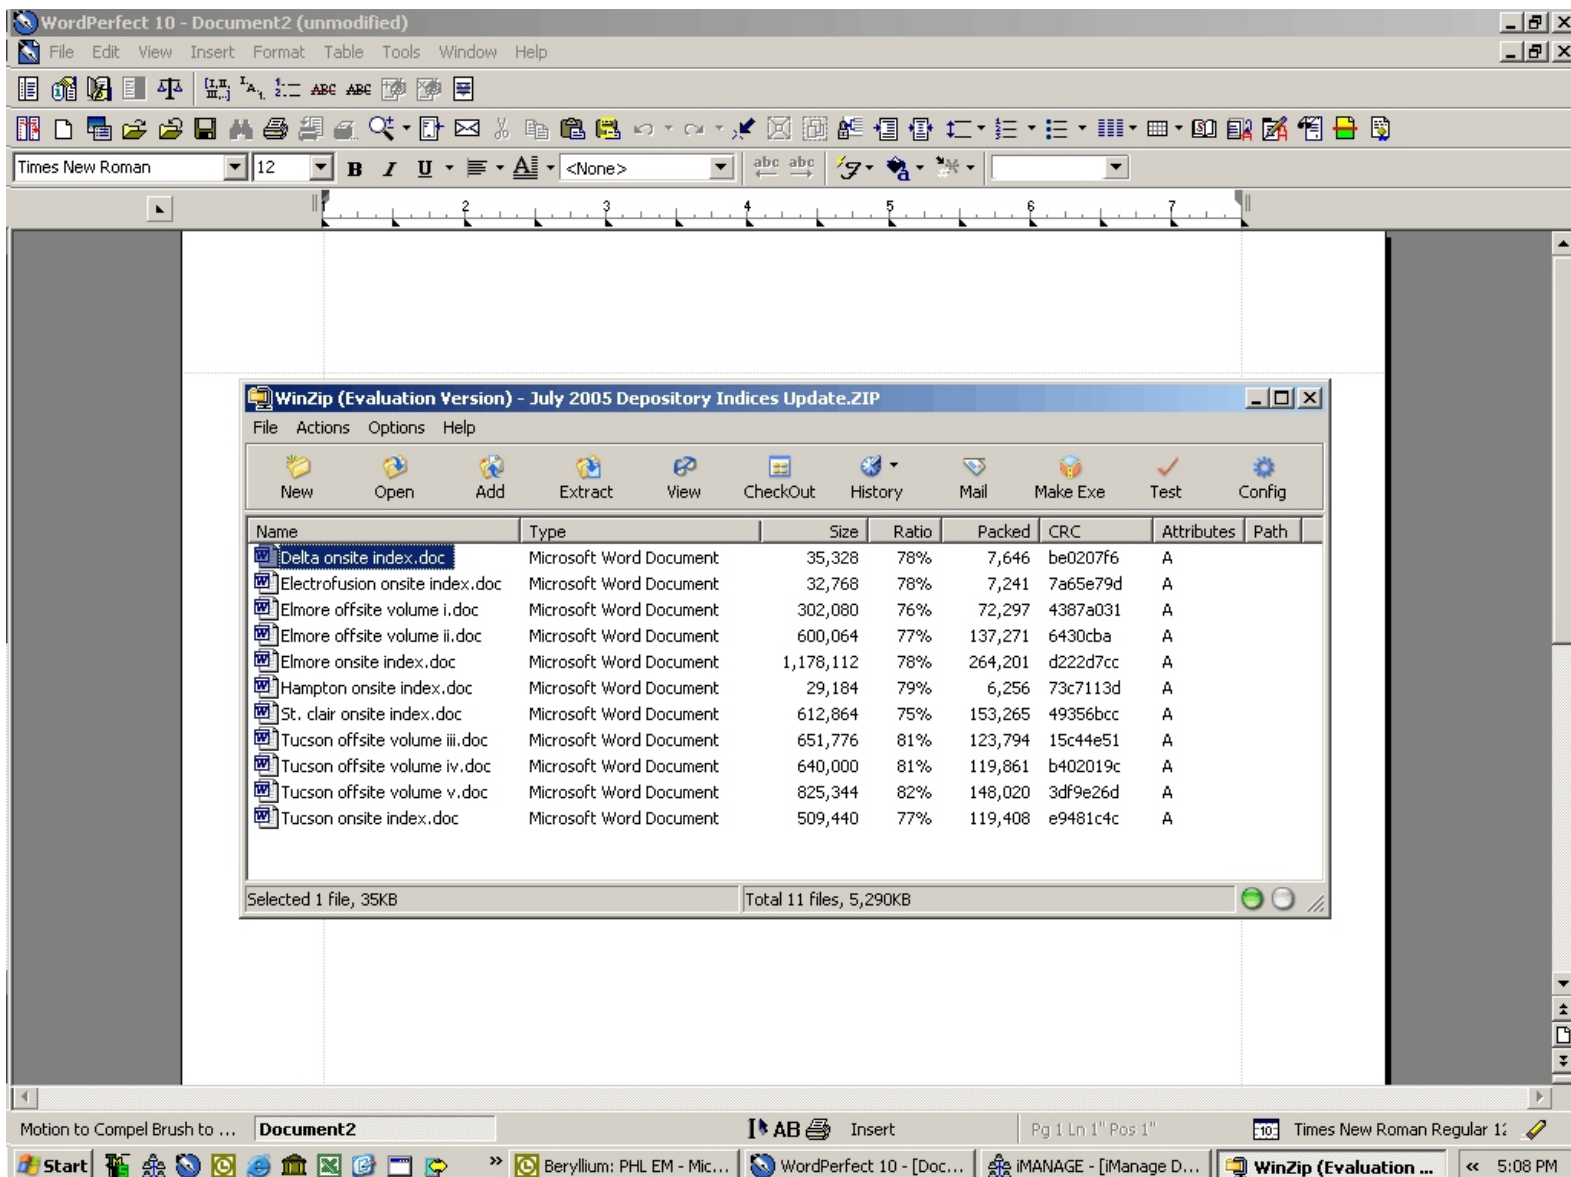 WordPerfect 10 - Document2 (unmodified)
File Edit View Insert Format Table Tools Window Help
Times New Roman 12 B I U A <None> abc abc
1 2 3 4 5 6 7
WinZip (Evaluation Version) - July 2005 Depository Indices Update.ZIP
File Actions Options Help
New Open Add Extract View CheckOut History Mail Make Exe Test Config
Name Type Size Ratio Packed CRC Attributes Path
Delta onsite index.doc Microsoft Word Document 35,328 78% 7,646 be0207f6 A
Electrofusion onsite index.doc Microsoft Word Document 32,768 78% 7,241 7a65e79d A
Elmore offsite volume i.doc Microsoft Word Document 302,080 76% 72,297 4387a031 A
Elmore offsite volume ii.doc Microsoft Word Document 600,064 77% 137,271 6430cba A
Elmore onsite index.doc Microsoft Word Document 1,178,112 78% 264,201 d222d7cc A
Hampton onsite index.doc Microsoft Word Document 29,184 79% 6,256 73c7113d A
St. clair onsite index.doc Microsoft Word Document 612,864 75% 153,265 49356bcc A
Tucson offsite volume iii.doc Microsoft Word Document 651,776 81% 123,794 15c44e51 A
Tucson offsite volume iv.doc Microsoft Word Document 640,000 81% 119,861 b402019c A
Tucson offsite volume v.doc Microsoft Word Document 825,344 82% 148,020 3df9e26d A
Tucson onsite index.doc Microsoft Word Document 509,440 77% 119,408 e9481c4c A
Selected 1 file, 35KB Total 11 files, 5,290KB
Motion to Compel Brush to ... Document2 AB Insert Pg 1 Ln 1" Pos 1" Times New Roman Regular 12
Start » Beryllium: PHL EM - Mic... WordPerfect 10 - [Doc... iMANAGE - [iManage D... WinZip (Evaluation ... « 5:08 PM